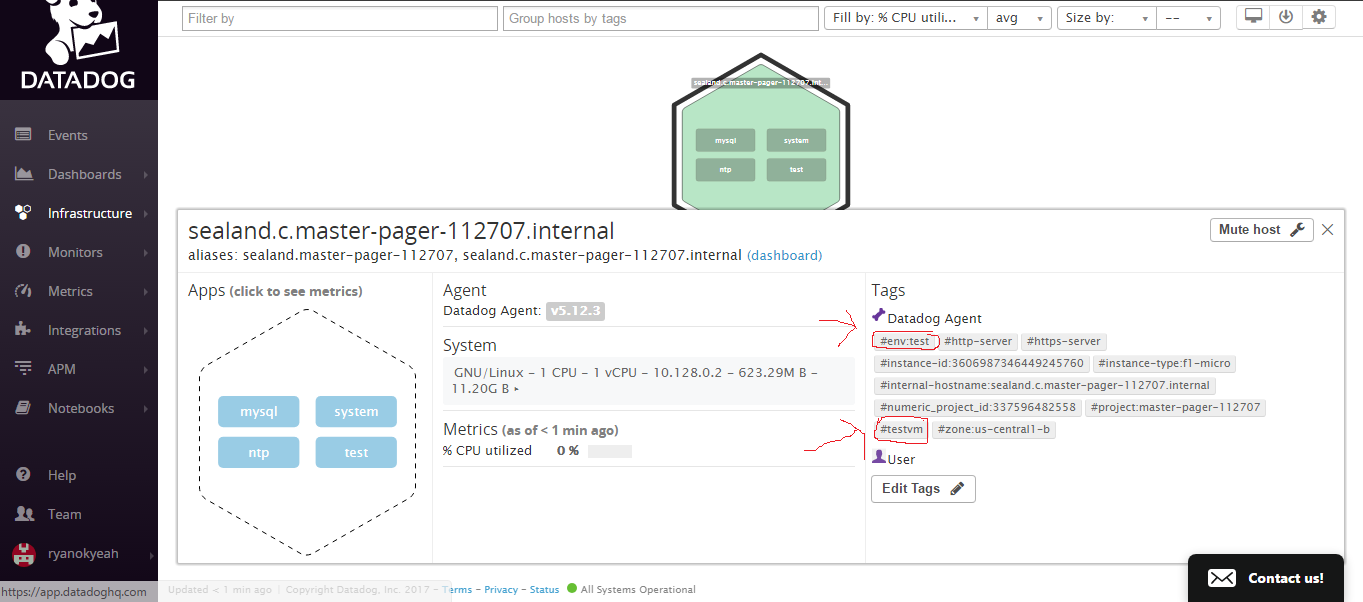 Filter by Group hosts by tags Fill by: % CPU utili... avg Size by: --
DATADOG
Events
Dashboards
Infrastructure
Monitors
Metrics
Integrations
APM
Notebooks
Help
Team
ryanokyeah
https://app.datadoghq.com
sealand.c.master-pager-112707.int...
mysql system
ntp test
sealand.c.master-pager-112707.internal
Mute host
aliases: sealand.master-pager-112707, sealand.c.master-pager-112707.internal (dashboard)
Apps (click to see metrics)
mysql system
ntp test
Agent
Datadog Agent: v5.12.3
System
GNU/Linux - 1 CPU - 1 vCPU - 10.128.0.2 - 623.29M B -
11.20G B
Metrics (as of < 1 min ago)
% CPU utilized 0 %
Tags
Datadog Agent
#env:test #http-server #https-server
#instance-id:3606987346449245760 #instance-type:f1-micro
#internal-hostname:sealand.c.master-pager-112707.internal
#numeric_project_id:337596482558 #project:master-pager-112707
#testvm #zone:us-central1-b
User
Edit Tags
Updated < 1 min ago | Copyright Datadog, Inc. 2017 - Terms - Privacy - Status All Systems Operational
Contact us!